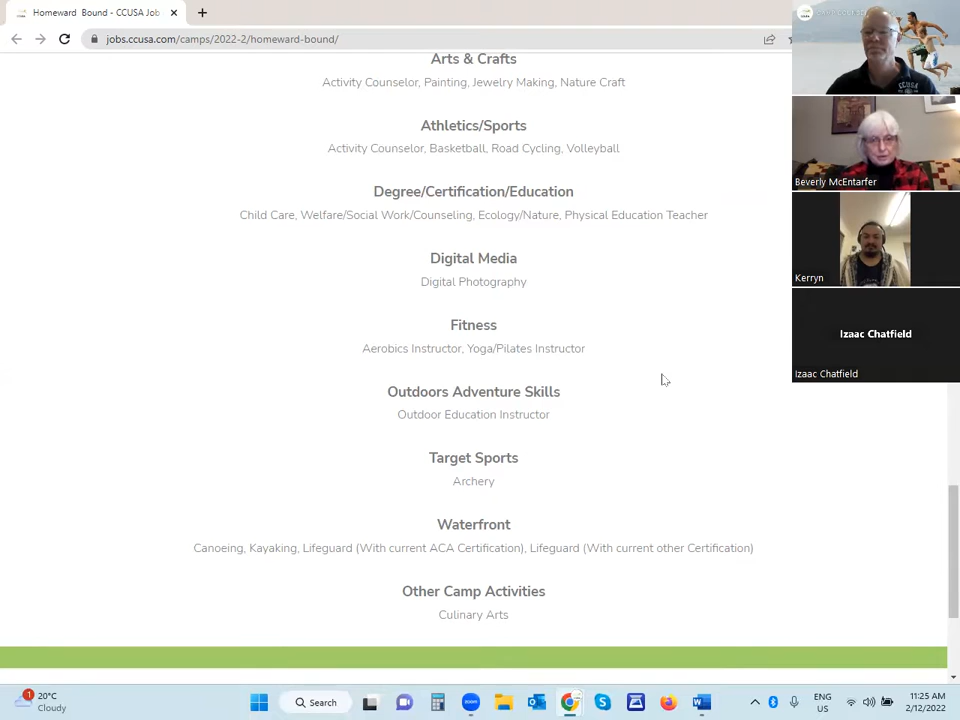 Homeward Bound - CCUSA Job
jobs.ccusa.com/camps/2022-2/homeward-bound/
Arts & Crafts
Activity Counselor, Painting, Jewelry Making, Nature Craft
Athletics/Sports
Activity Counselor, Basketball, Road Cycling, Volleyball
Degree/Certification/Education
Child Care, Welfare/Social Work/Counseling, Ecology/Nature, Physical Education Teacher
Digital Media
Digital Photography
Fitness
Aerobics Instructor, Yoga/Pilates Instructor
Outdoors Adventure Skills
Outdoor Education Instructor
Target Sports
Archery
Waterfront
Canoeing, Kayaking, Lifeguard (With current ACA Certification), Lifeguard (With current other Certification)
Other Camp Activities
Culinary Arts
CCUSA
Beverly McEntarfer
Kerryn
Izaac Chatfield
Izaac Chatfield
1
20°C
Cloudy
Search
zoom
ENG
US
11:25 AM
2/12/2022